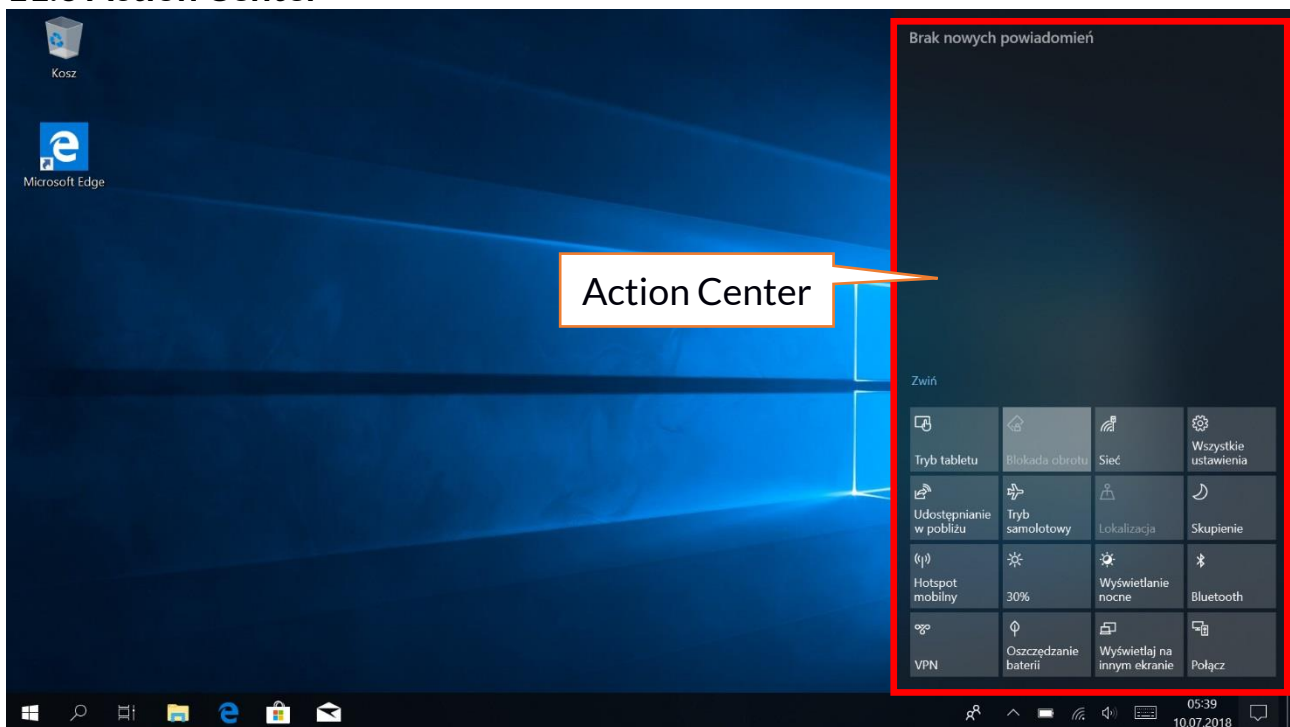 Action Center
Kosz
Microsoft Edge
Brak nowych powiadomień
Action Center
Zwiń
Tryb tabletu
Blokada obrotu
Sieć
Wszystkie
ustawienia
Udostępnianie
w pobliżu
Tryb
samolotowy
Lokalizacja
Skupienie
Hotspot
mobilny
30%
Wyświetlanie
nocne
Bluetooth
VPN
Oszczędzanie
baterii
Wyświetlaj na
innym ekranie
Połącz
05:39
10.07.2018